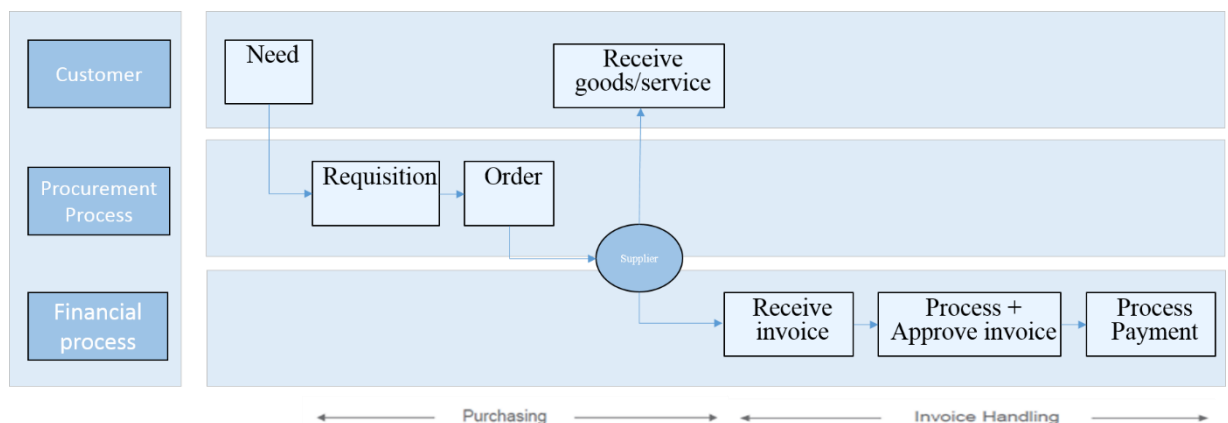 Customer
Need
Receive
goods/service
Procurement
Process
Requisition
Order
Supplier
Financial
process
Receive
invoice
Process +
Approve invoice
Process
Payment
Purchasing
Invoice Handling